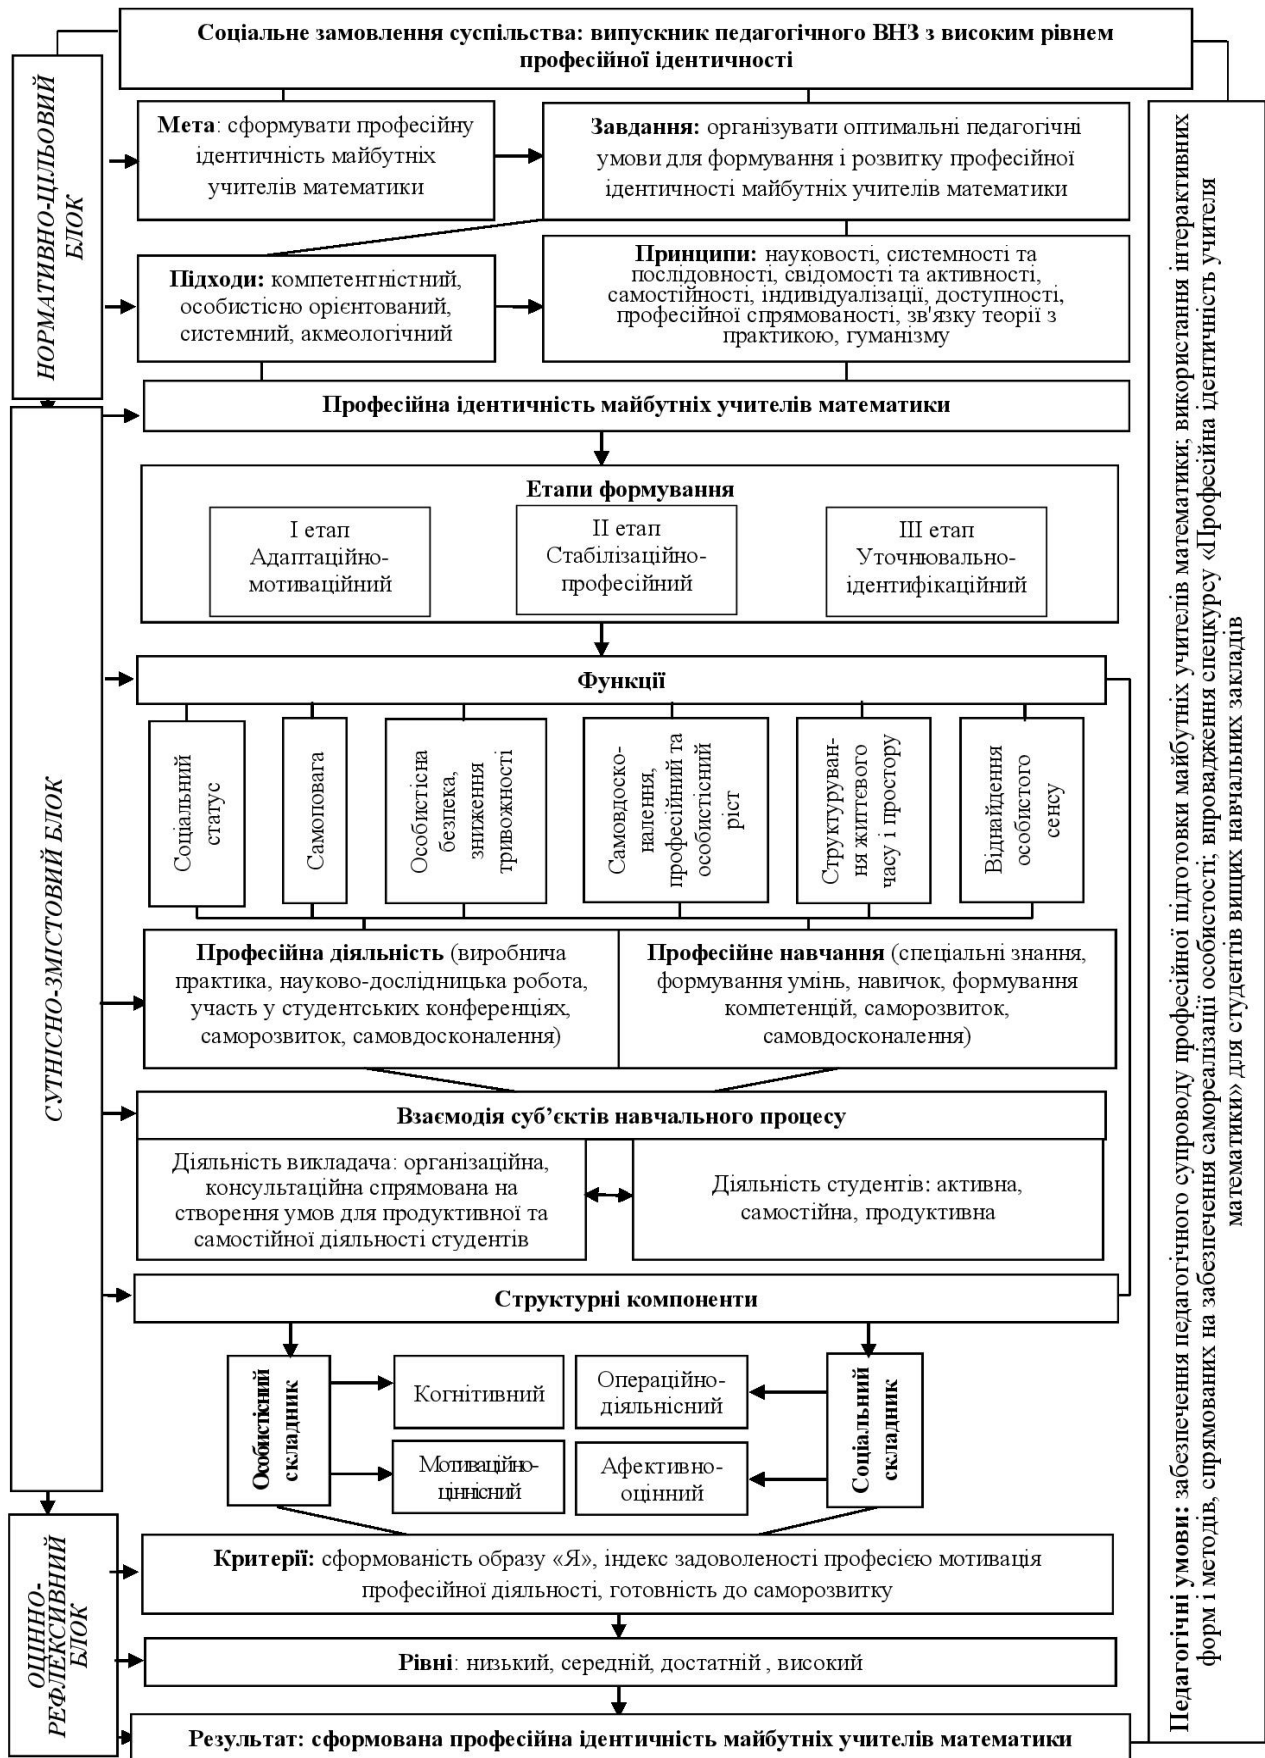 Соціальне замовлення суспільства: випускник педагогічного ВНЗ з високим рівнем
професійної ідентичності
НОРМАТИВНО-ЦІЛЬОВИЙ
БЛОК
Мета: сформувати професійну
ідентичність майбутніх
учителів математики
Завдання: організувати оптимальні педагогічні
умови для формування і розвитку професійної
ідентичності майбутніх учителів математики
Підходи: компетентністний,
особистісно орієнтований,
системний, акмеологічний
Принципи: науковості, системності та
послідовності, свідомості та активності,
самостійності, індивідуалізації, доступності,
професійної спрямованості, зв'язку теорії з
практикою, гуманізму
СУТНІСНО-ЗМІСТОВИЙ БЛОК
Професійна ідентичність майбутніх учителів математики
Етапи формування
І етап
Адаптаційно-
мотиваційний
ІІ етап
Стабілізаційно-
професійний
ІІІ етап
Уточнювально-
ідентифікаційний
Функції
Соціальний
статус
Самоповага
Особистісна
безпека,
зниження
тривожності
Самовдоско-
налення,
професійний та
особистісний
ріст
Структуруван-
ня життєвого
часу і простору
Віднайдення
особистого
сенсу
Професійна діяльність (виробнича
практика, науково-дослідницька робота,
участь у студентських конференціях,
саморозвиток, самовдосконалення)
Професійне навчання (спеціальні знання,
формування умінь, навичок, формування
компетенцій, саморозвиток,
самовдосконалення)
Взаємодія суб’єктів навчального процесу
Діяльність викладача: організаційна,
консультаційна спрямована на
створення умов для продуктивної та
самостійної діяльності студентів
Діяльність студентів: активна,
самостійна, продуктивна
Структурні компоненти
Особистісний
складник
Когнітивний
Мотиваційно-
ціннісний
Операційно-
діяльнісний
Афективно-
оцінний
Соціальний
складник
ОЦІННО-
РЕФЛЕКСИВНИЙ
БЛОК
Критерії: сформованість образу «Я», індекс задоволеності професією мотивація
професійної діяльності, готовність до саморозвитку
Рівні: низький, середній, достатній , високий
Результат: сформована професійна ідентичність майбутніх учителів математики
Педагогічні умови: забезпечення педагогічного супроводу професійної підготовки майбутніх учителів математики; використання інтерактивних
форм і методів, спрямованих на забезпечення самореалізації особистості; впровадження спецкурсу «Професійна ідентичність учителя
математики» для студентів вищих навчальних закладів